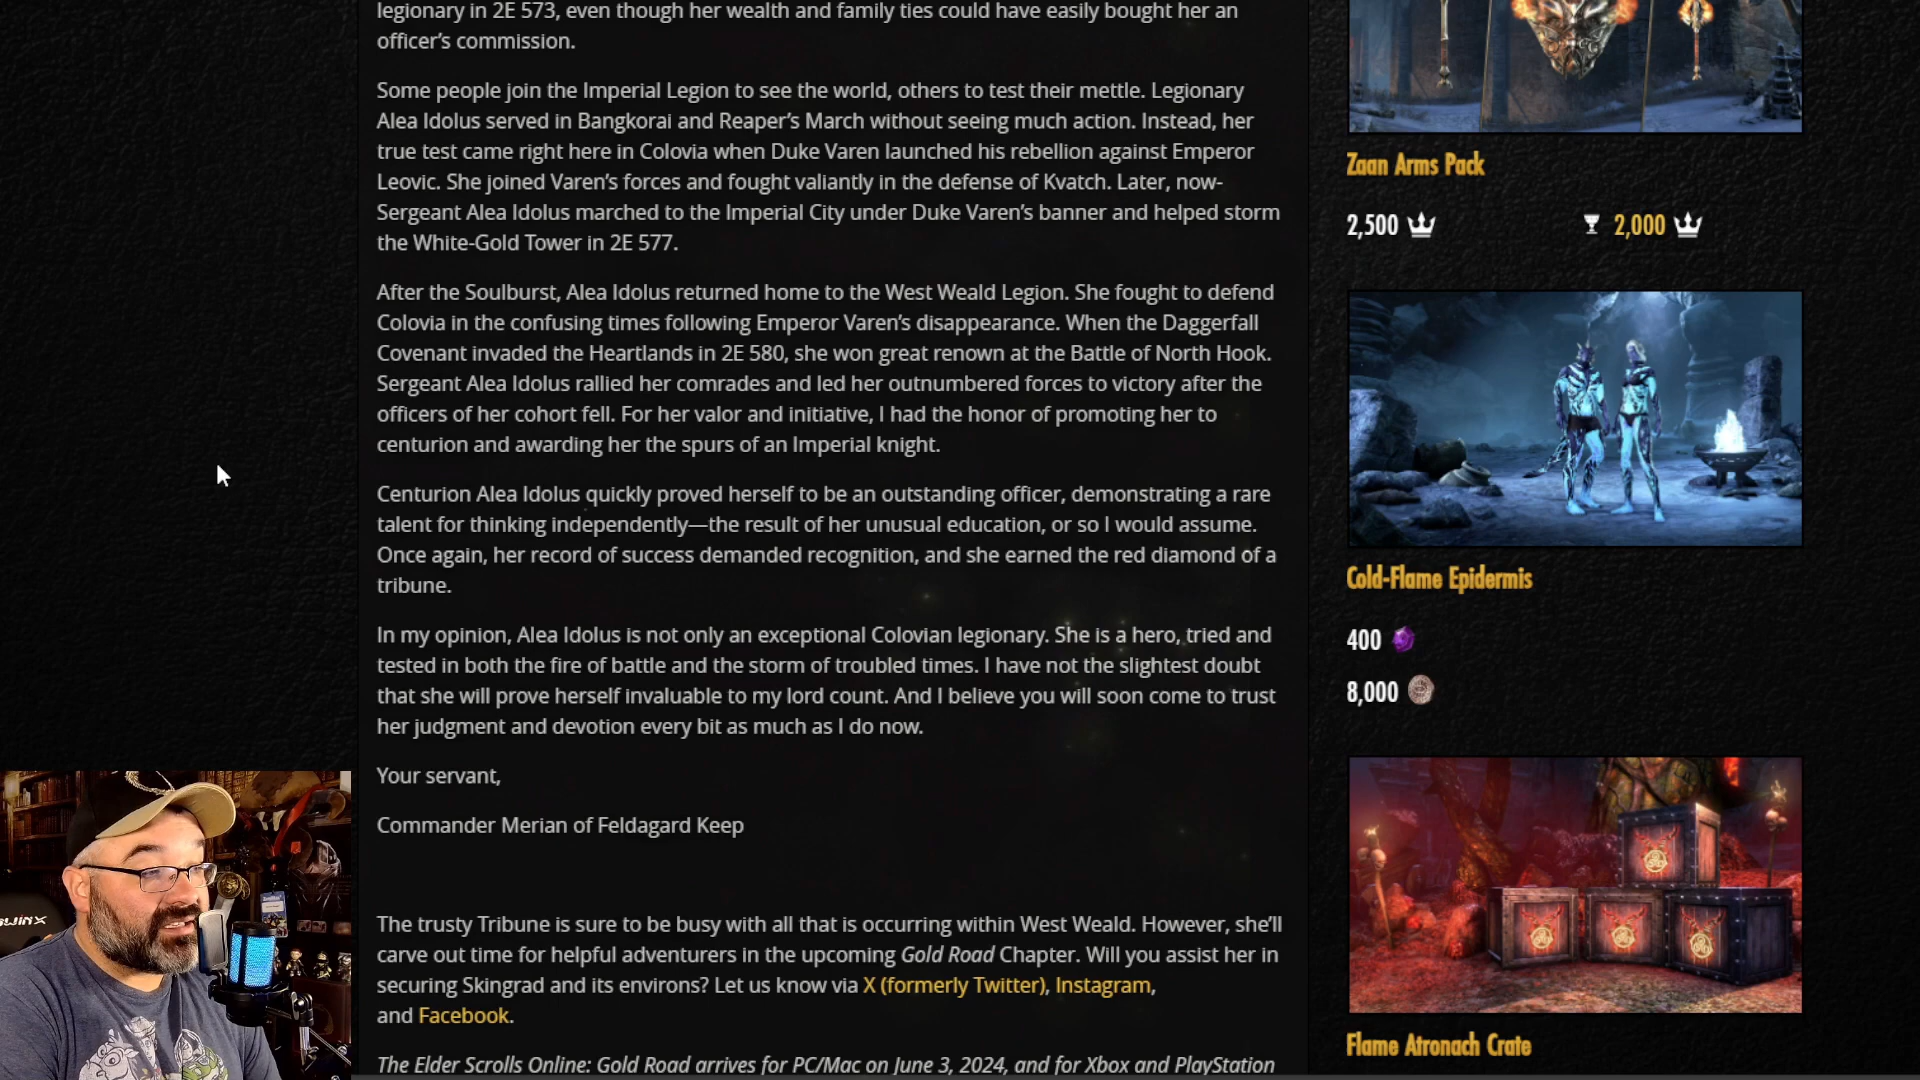 legionary in 2E 573, even though her wealth and family ties could have easily bought her an
officer's commission.
Some people join the Imperial Legion to see the world, others to test their mettle. Legionary
Alea Idolus served in Bangkorai and Reaper's March without seeing much action. Instead, her
true test came right here in Colovia when Duke Varen launched his rebellion against Emperor
Leovic. She joined Varen's forces and fought valiantly in the defense of Kvatch. Later, now-
Sergeant Alea Idolus marched to the Imperial City under Duke Varen's banner and helped storm
the White-Gold Tower in 2E 577.
After the Soulburst, Alea Idolus returned home to the West Weald Legion. She fought to defend
Colovia in the confusing times following Emperor Varen's disappearance. When the Daggerfall
Covenant invaded the Heartlands in 2E 580, she won great renown at the Battle of North Hook.
Sergeant Alea Idolus rallied her comrades and led her outnumbered forces to victory after the
officers of her cohort fell. For her valor and initiative, I had the honor of promoting her to
centurion and awarding her the spurs of an Imperial knight.
Centurion Alea Idolus quickly proved herself to be an outstanding officer, demonstrating a rare
talent for thinking independently—the result of her unusual education, or so I would assume.
Once again, her record of success demanded recognition, and she earned the red diamond of a
tribune.
In my opinion, Alea Idolus is not only an exceptional Colovian legionary. She is a hero, tried and
tested in both the fire of battle and the storm of troubled times. I have not the slightest doubt
that she will prove herself invaluable to my lord count. And I believe you will soon come to trust
her judgment and devotion every bit as much as I do now.
Your servant,
Commander Merian of Feldagard Keep
The trusty Tribune is sure to be busy with all that is occurring within West Weald. However, she'll
carve out time for helpful adventurers in the upcoming Gold Road Chapter. Will you assist her in
securing Skingrad and its environs? Let us know via X (formerly Twitter), Instagram,
and Facebook.
The Elder Scrolls Online: Gold Road arrives for PC/Mac on June 3, 2024, and for Xbox and PlayStation
Zaan Arms Pack
2,500 2,000
Cold-Flame Epidermis
400
8,000
Flame Atronach Crate